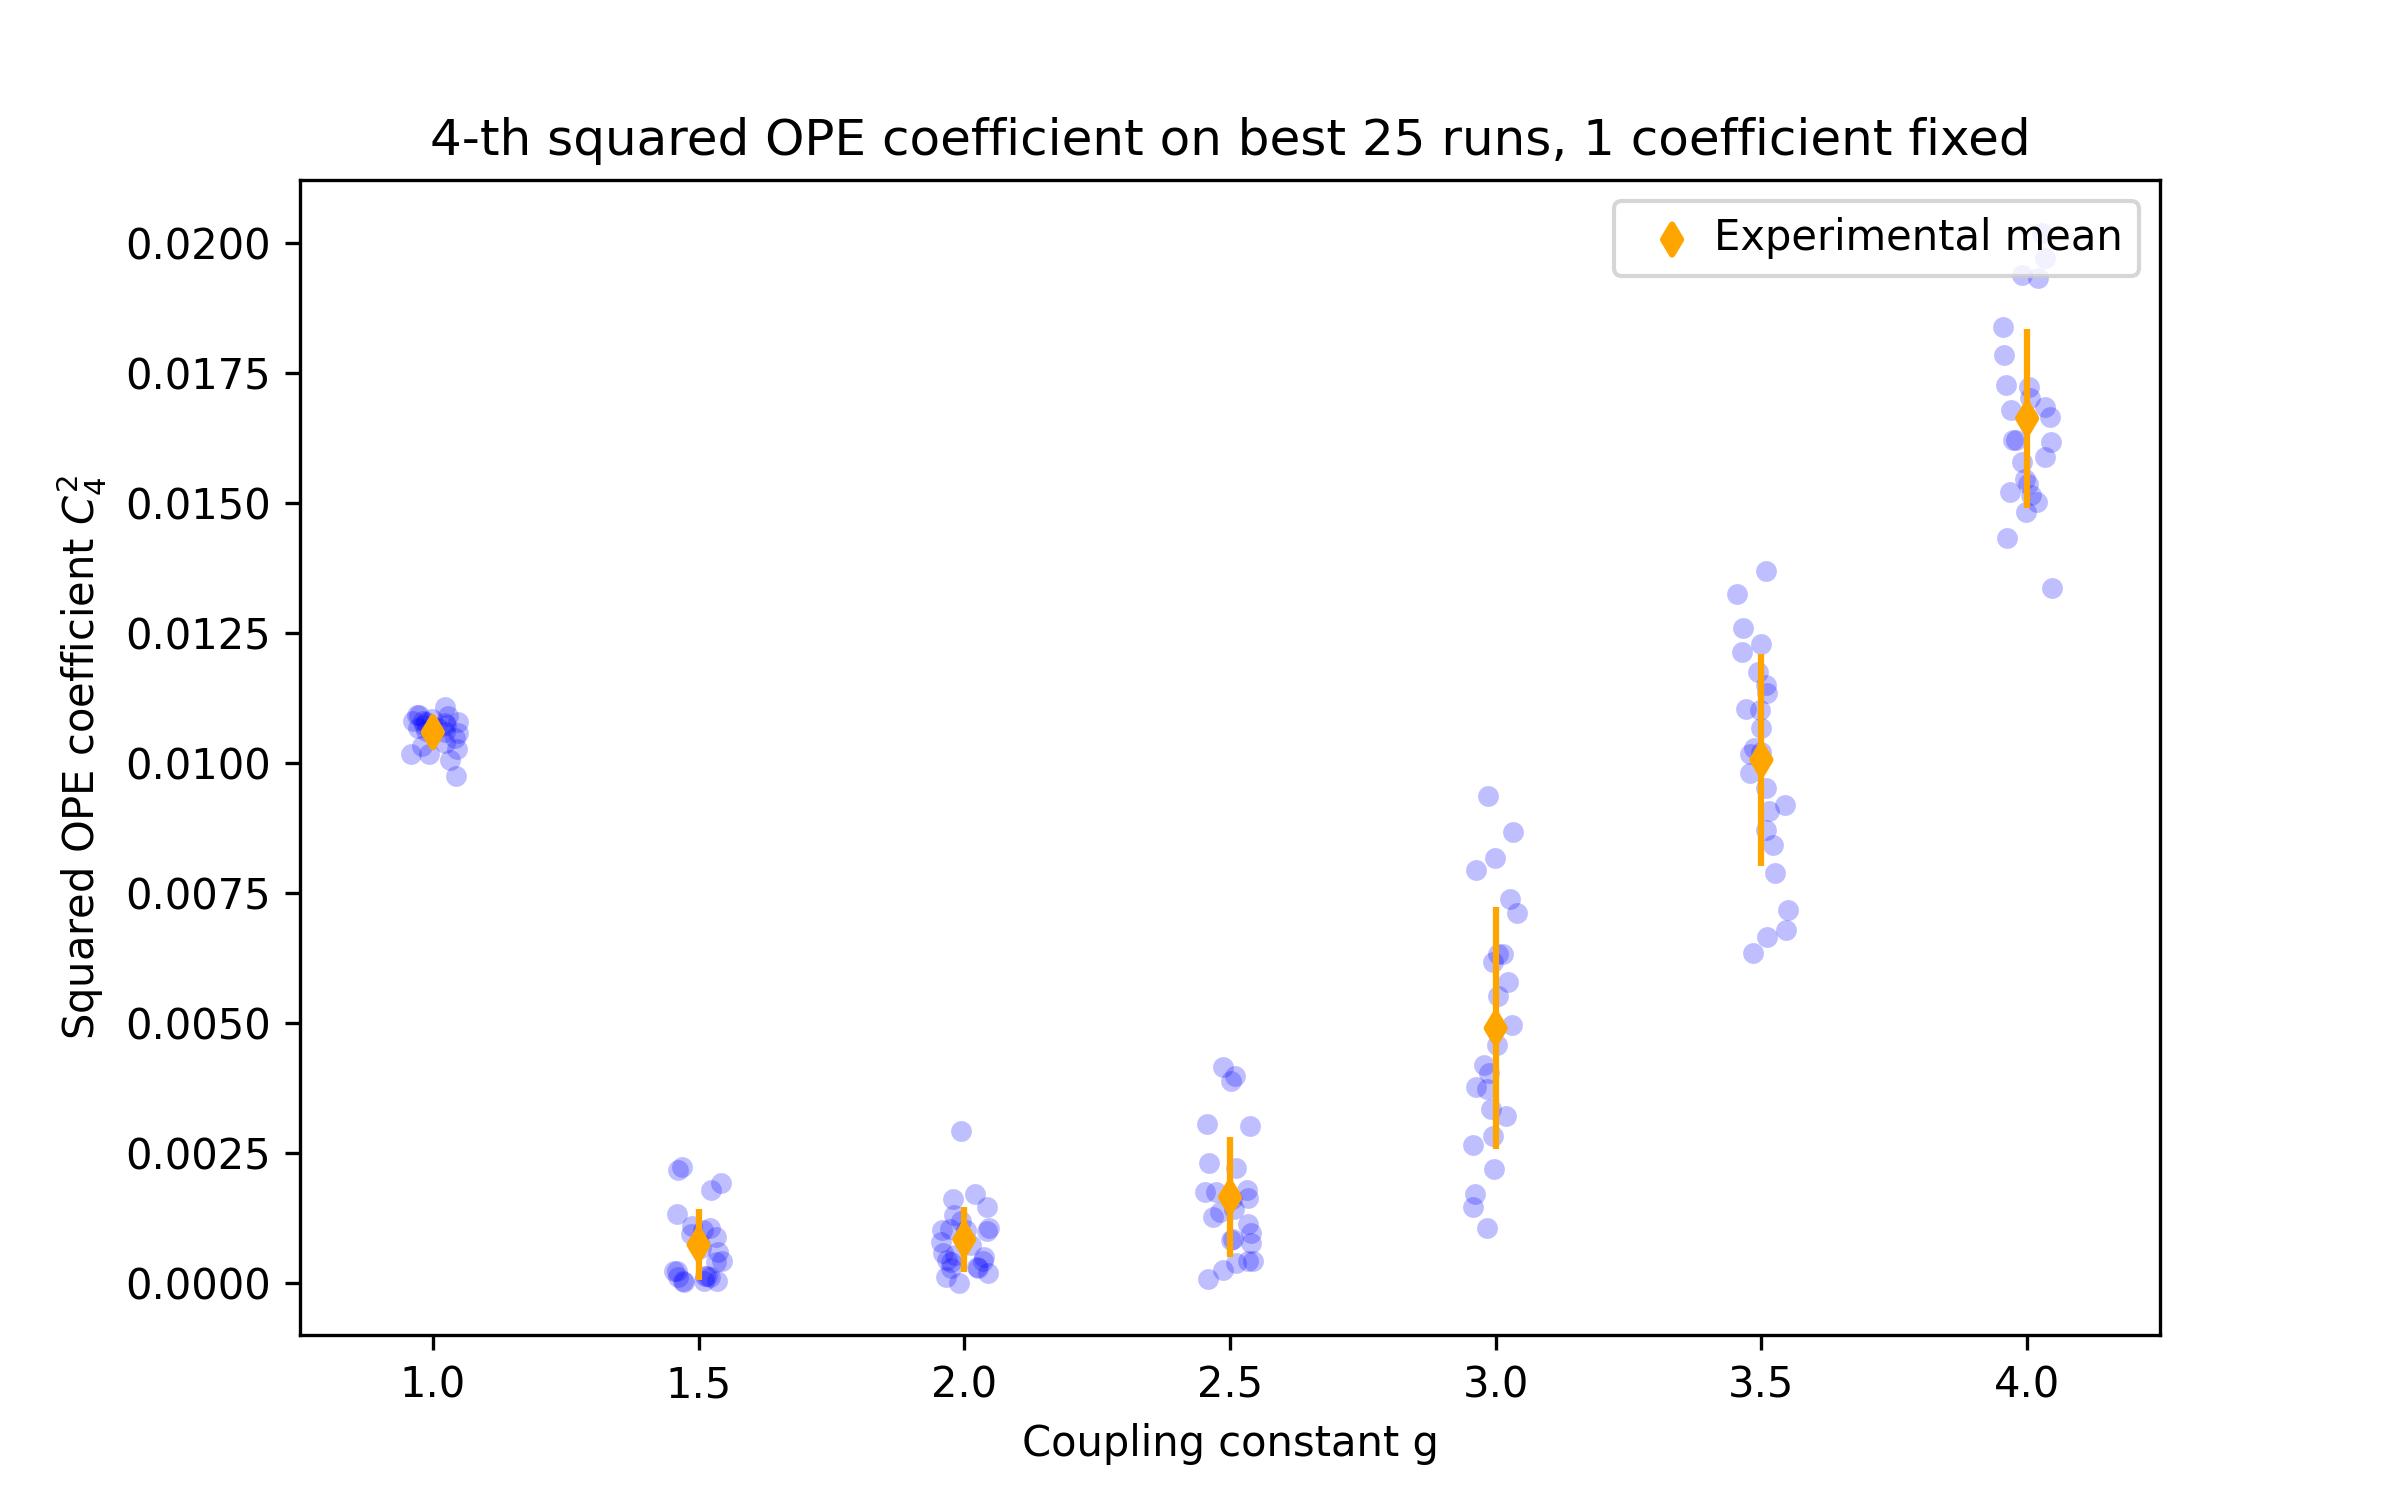 4-th squared OPE coefficient on best 25 runs, 1 coefficient fixed
Experimental mean
Squared OPE coefficient $C_4^2$
0.0200
0.0175
0.0150
0.0125
0.0100
0.0075
0.0050
0.0025
0.0000
1.0 1.5 2.0 2.5 3.0 3.5 4.0
Coupling constant g